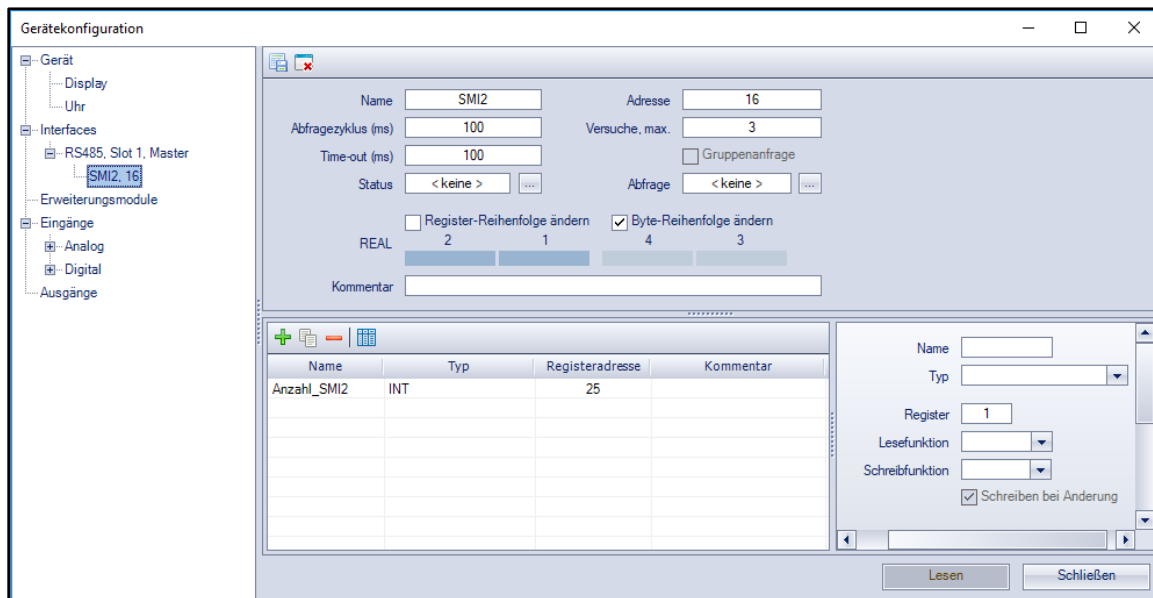 Gerätekonfiguration
Gerät
Display
Uhr
Interfaces
RS485, Slot 1, Master
SMI2, 16
Erweiterungsmodule
Eingänge
Analog
Digital
Ausgänge
Name SMI2 Adresse 16
Abfragezyklus (ms) 100 Versuche, max. 3
Time-out (ms) 100 Gruppenanfrage
Status < keine > ... Abfrage < keine > ...
Register-Reihenfolge ändern Byte-Reihenfolge ändern
REAL 2 1 4 3
Kommentar
Name Typ Registeradresse Kommentar
Anzahl_SMI2 INT 25
Name
Typ
Register 1
Lesefunktion
Schreibfunktion
Schreiben bei Änderung
Lesen Schließen